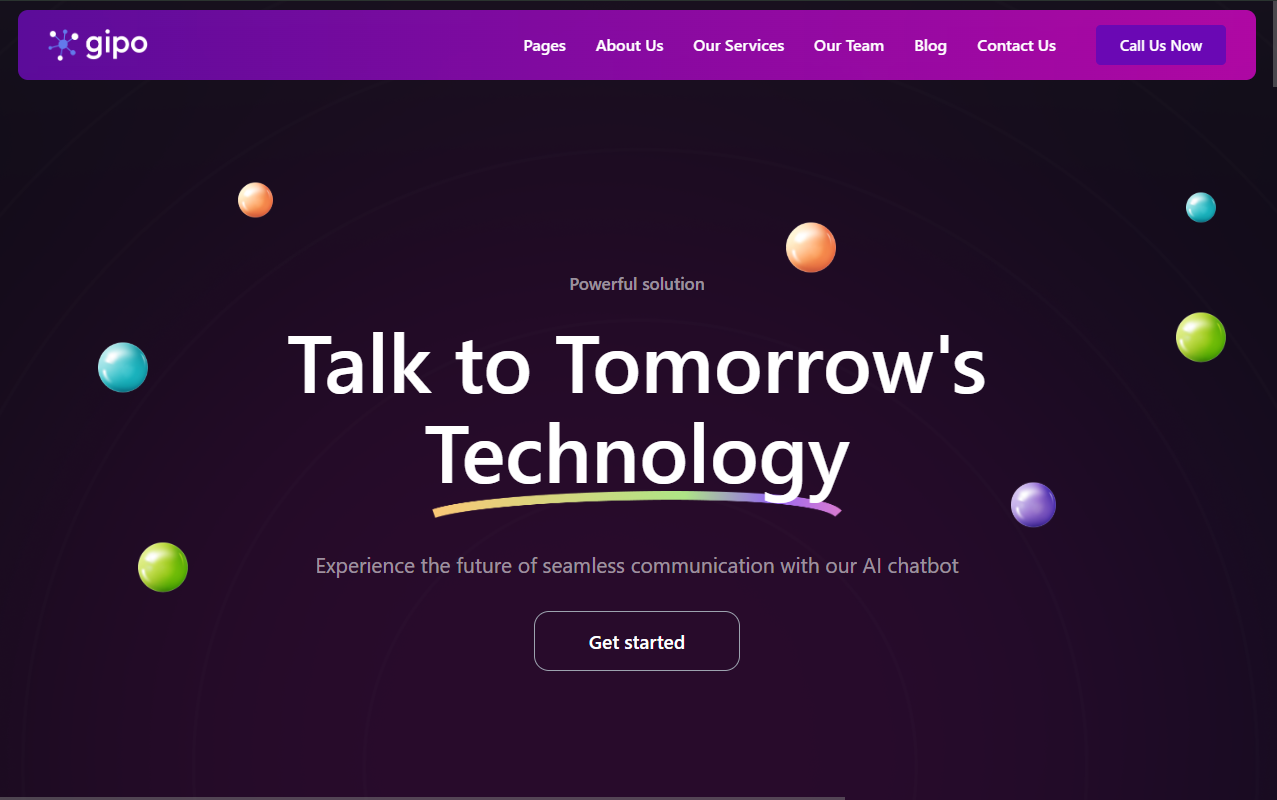 gipo
Pages About Us Our Services Our Team Blog Contact Us Call Us Now
Powerful solution
Talk to Tomorrow's
Technology
Experience the future of seamless communication with our AI chatbot
Get started